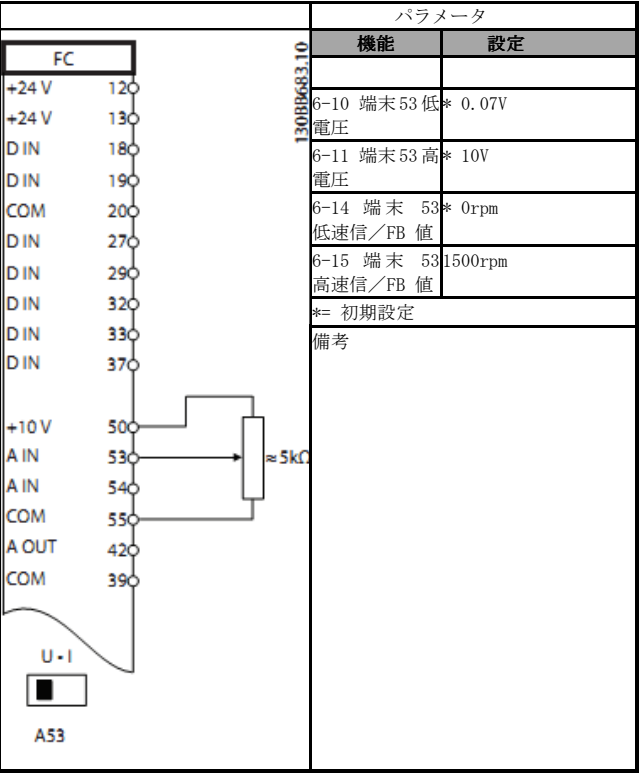 パラメータ
機能 設定
6-10 端末53低電圧 * 0.07V
6-11 端末53高電圧 * 10V
6-14 端末 53 低速信/FB 値 * 0rpm
6-15 端末 53 高速信/FB 値 1500rpm
*= 初期設定
備考
130BB683.10
FC
+24 V 12
+24 V 13
D IN 18
D IN 19
COM 20
D IN 27
D IN 29
D IN 32
D IN 33
D IN 37
+10 V 50
A IN 53
A IN 54
COM 55
A OUT 42
COM 39
≈ 5kΩ
U - I
A53